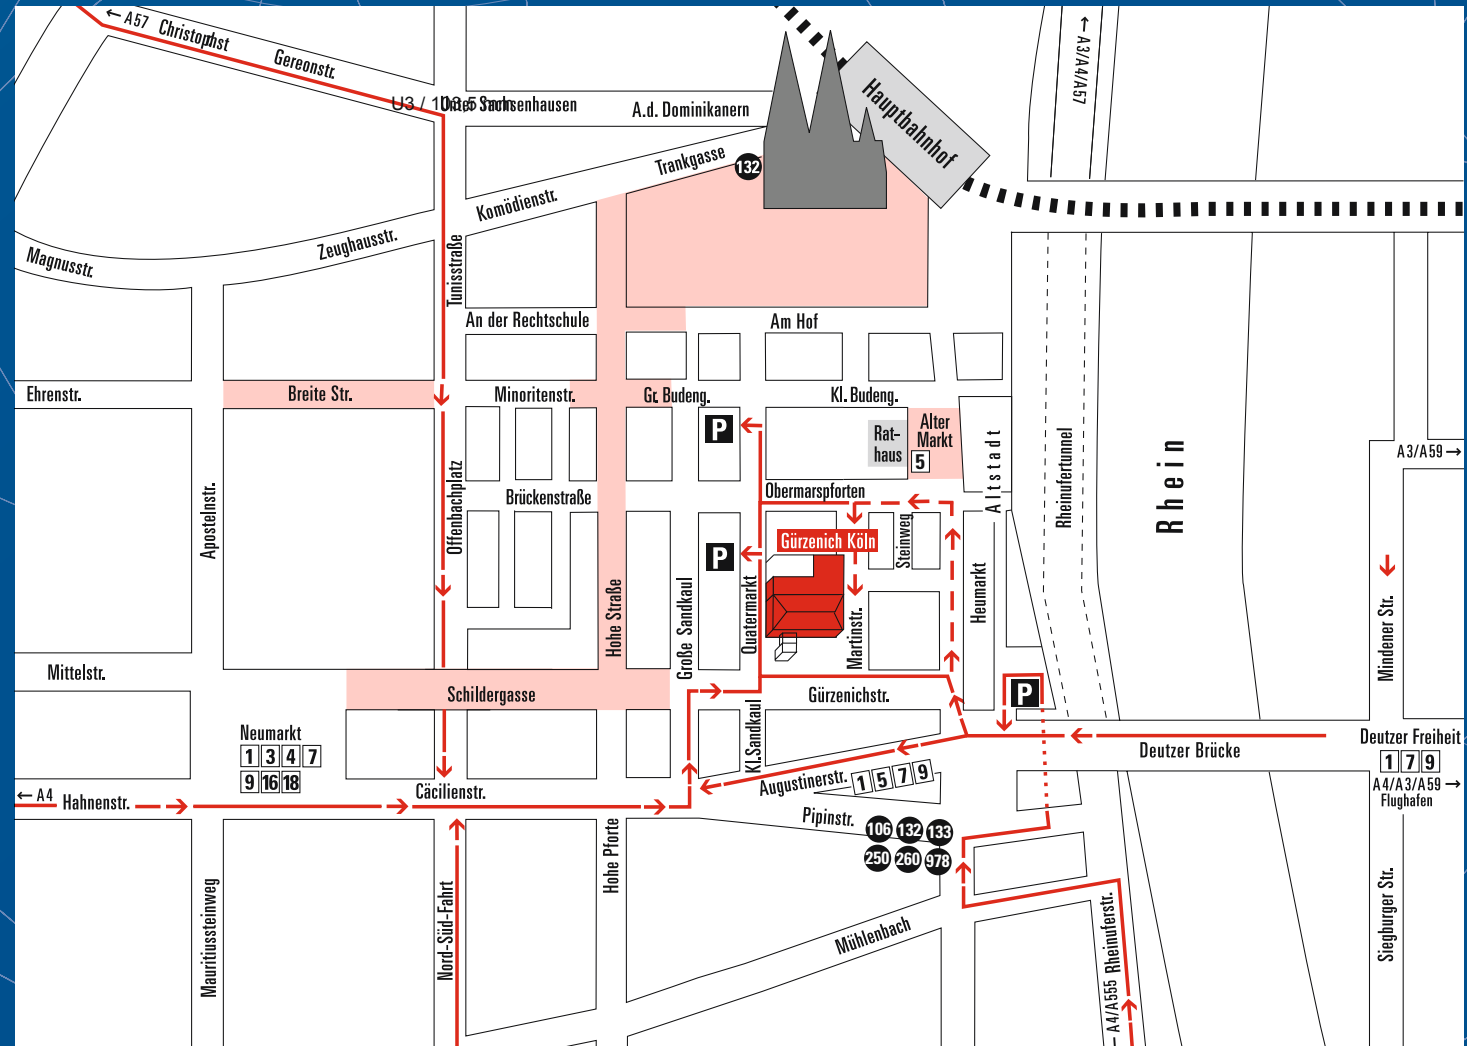 ← A57
Christophst
Gereonstr.
U3 / 103,5 mm
Unter Sachsenhausen
A.d. Dominikanern
Hauptbahnhof
← A3/A4/A57
Trankgasse
132
Komödienstr.
Zeughausstr.
Magnusstr.
Tunisstraße
An der Rechtschule
Am Hof
Ehrenstr.
Breite Str.
Minoritenstr.
Gr. Budeng.
Kl. Budeng.
P
Rat-
haus
Alter
Markt
5
Altstadt
Rheinufertunnel
Rhein
A3/A59 →
Apostelnstr.
Offenbachplatz
Brückenstraße
Obermarspforten
Gürzenich Köln
Steinweg
P
Hohe Straße
Große Sandkaul
Quatermarkt
Martinstr.
Heumarkt
Mindener Str.
Mittelstr.
Schildergasse
Gürzenichstr.
P
Neumarkt
1 3 4 7
9 16 18
Kl.Sandkaul
Deutzer Brücke
Deutzer Freiheit
1 7 9
A4/A3/A59 →
Flughafen
← A4
Hahnenstr.
Cäcilienstr.
Augustinerstr.
1 5 7 9
Pipinstr.
106 132 133
250 260 978
Hohe Pforte
Mauritiussteinweg
Nord-Süd-Fahrt
Mühlenbach
← A4/A555 Rheinuferstr.
Siegburger Str.